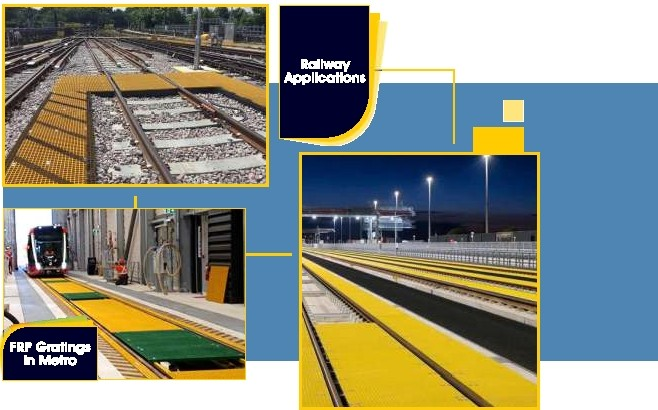 Railway
Applications
FRP Gratings
in Metro